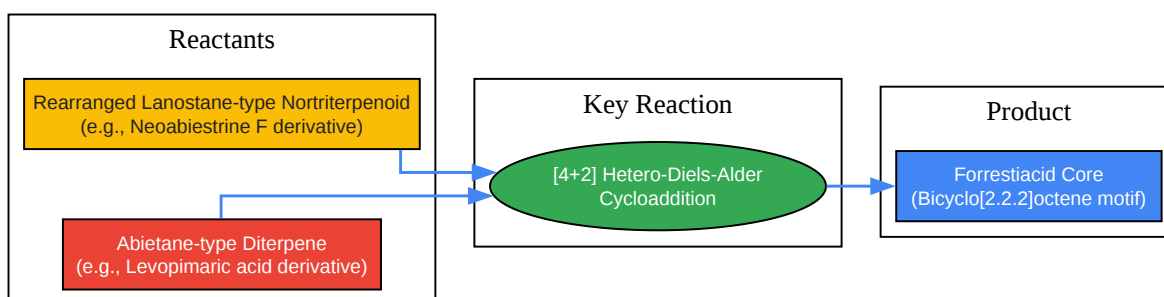 Reactants
Rearranged Lanostane-type Nortriterpenoid
(e.g., Neoabiestrine F derivative)
Abietane-type Diterpene
(e.g., Levopimaric acid derivative)
Key Reaction
[4+2] Hetero-Diels-Alder
Cycloaddition
Product
Forrestiacid Core
(Bicyclo[2.2.2]octene motif)